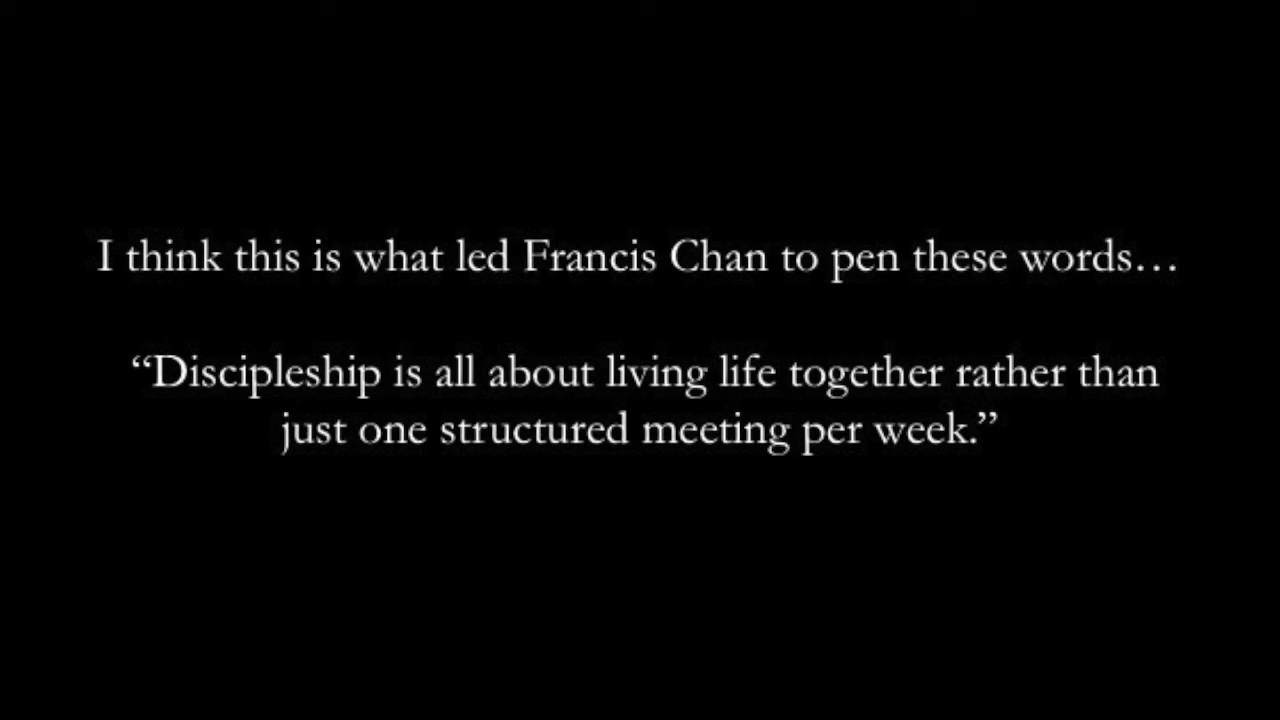 I think this is what led Francis Chan to pen these words…
“Discipleship is all about living life together rather than
just one structured meeting per week.”